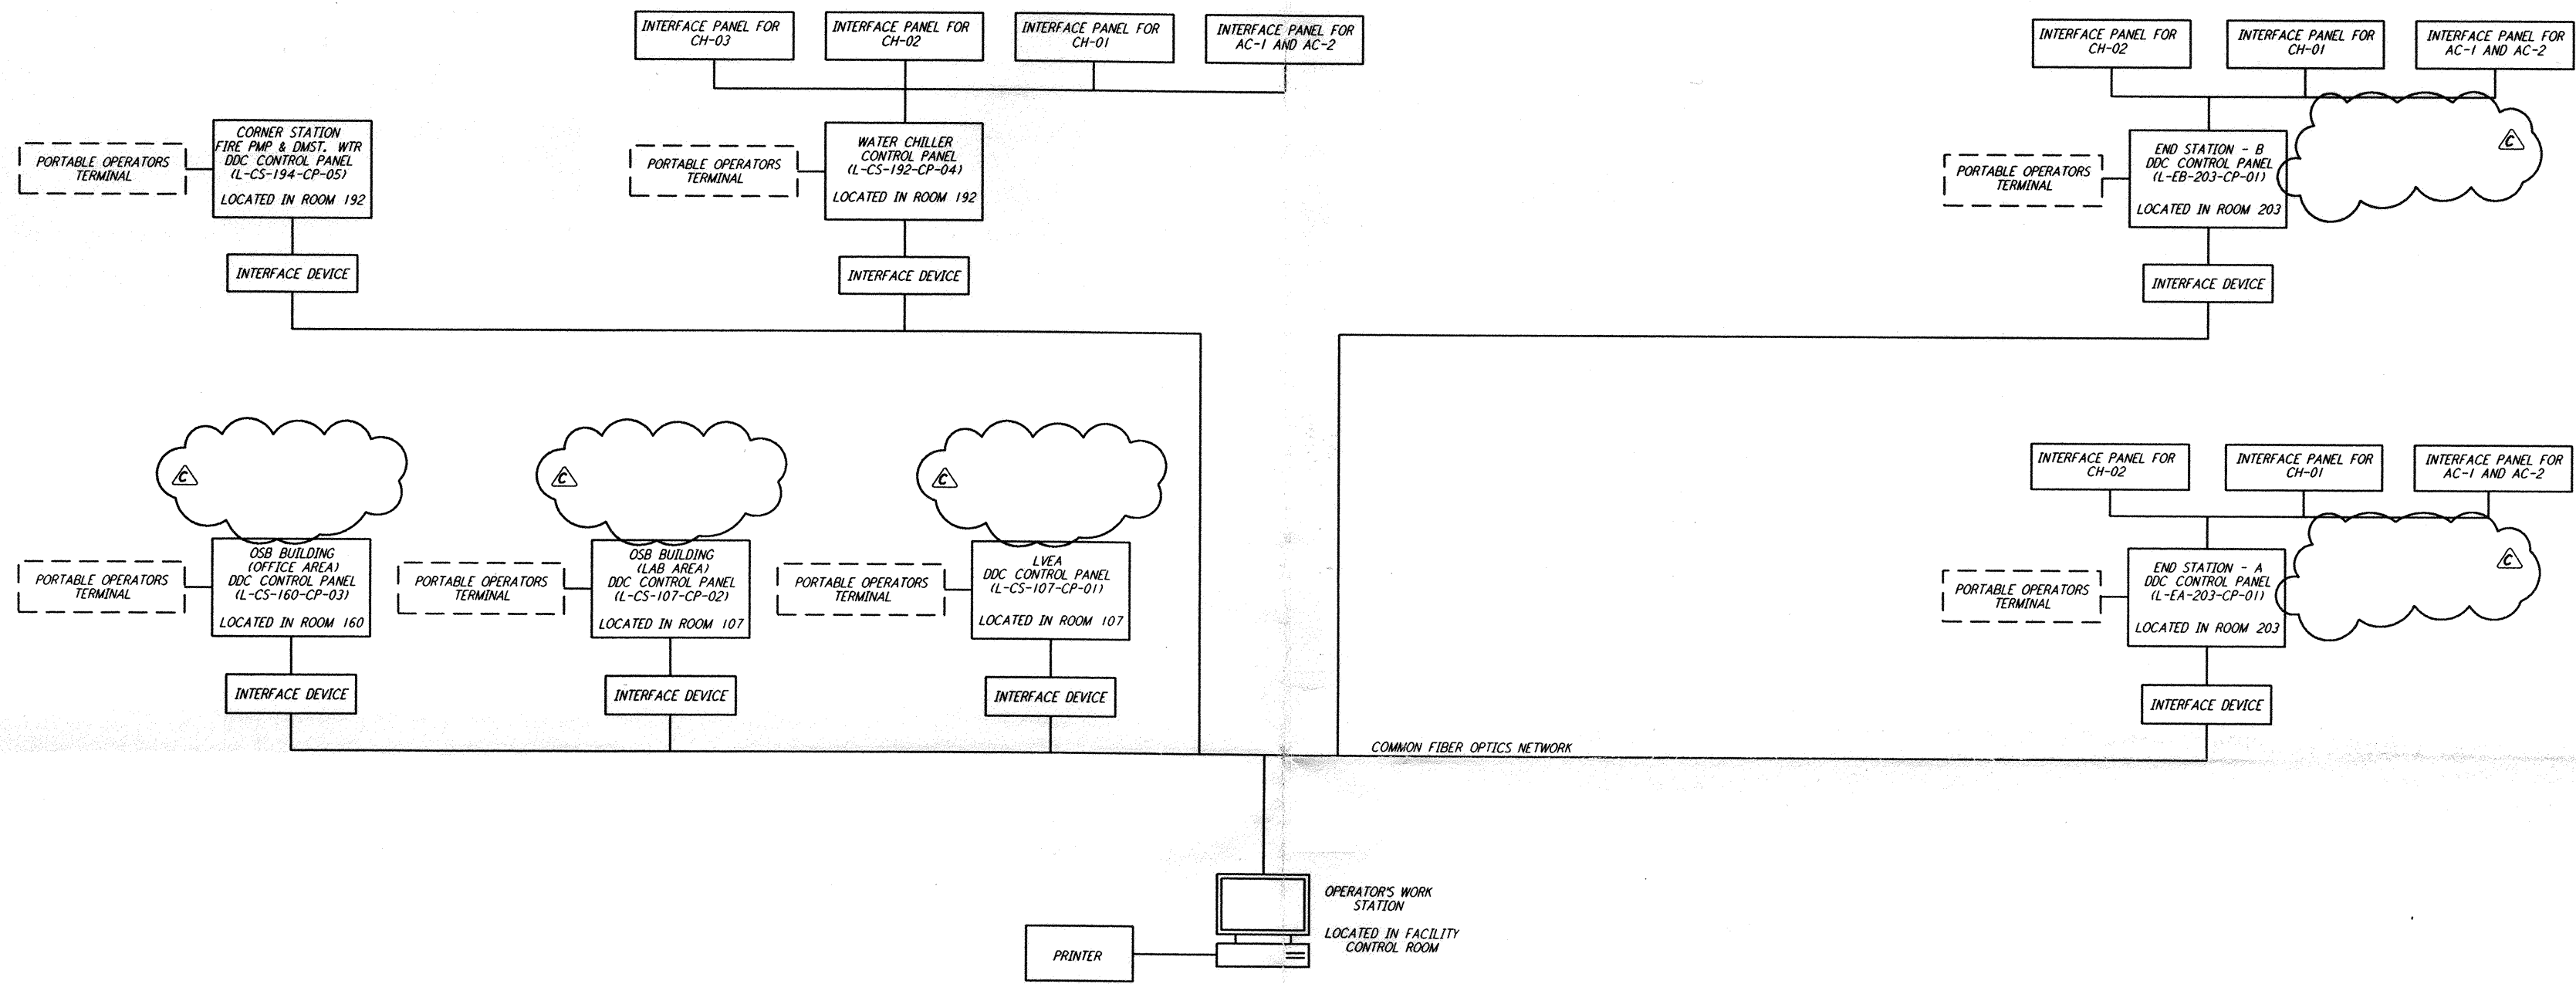 INTERFACE PANEL FOR
CH-03
INTERFACE PANEL FOR
CH-02
INTERFACE PANEL FOR
CH-01
INTERFACE PANEL FOR
AC-1 AND AC-2
INTERFACE PANEL FOR
CH-02
INTERFACE PANEL FOR
CH-01
INTERFACE PANEL FOR
AC-1 AND AC-2
PORTABLE OPERATORS
TERMINAL
CORNER STATION
FIRE PMP & DMST. WTR
DDC CONTROL PANEL
(L-CS-194-CP-05)
LOCATED IN ROOM 192
PORTABLE OPERATORS
TERMINAL
WATER CHILLER
CONTROL PANEL
(L-CS-192-CP-04)
LOCATED IN ROOM 192
PORTABLE OPERATORS
TERMINAL
END STATION - B
DDC CONTROL PANEL
(L-EB-203-CP-01)
LOCATED IN ROOM 203
C
INTERFACE DEVICE
INTERFACE DEVICE
INTERFACE DEVICE
C
C
C
INTERFACE PANEL FOR
CH-02
INTERFACE PANEL FOR
CH-01
INTERFACE PANEL FOR
AC-1 AND AC-2
PORTABLE OPERATORS
TERMINAL
OSB BUILDING
(OFFICE AREA)
DDC CONTROL PANEL
(L-CS-160-CP-03)
LOCATED IN ROOM 160
PORTABLE OPERATORS
TERMINAL
OSB BUILDING
(LAB AREA)
DDC CONTROL PANEL
(L-CS-107-CP-02)
LOCATED IN ROOM 107
PORTABLE OPERATORS
TERMINAL
LVEA
DDC CONTROL PANEL
(L-CS-107-CP-01)
LOCATED IN ROOM 107
PORTABLE OPERATORS
TERMINAL
END STATION - A
DDC CONTROL PANEL
(L-EA-203-CP-01)
LOCATED IN ROOM 203
C
INTERFACE DEVICE
INTERFACE DEVICE
INTERFACE DEVICE
INTERFACE DEVICE
COMMON FIBER OPTICS NETWORK
OPERATOR'S WORK
STATION
LOCATED IN FACILITY
CONTROL ROOM
PRINTER